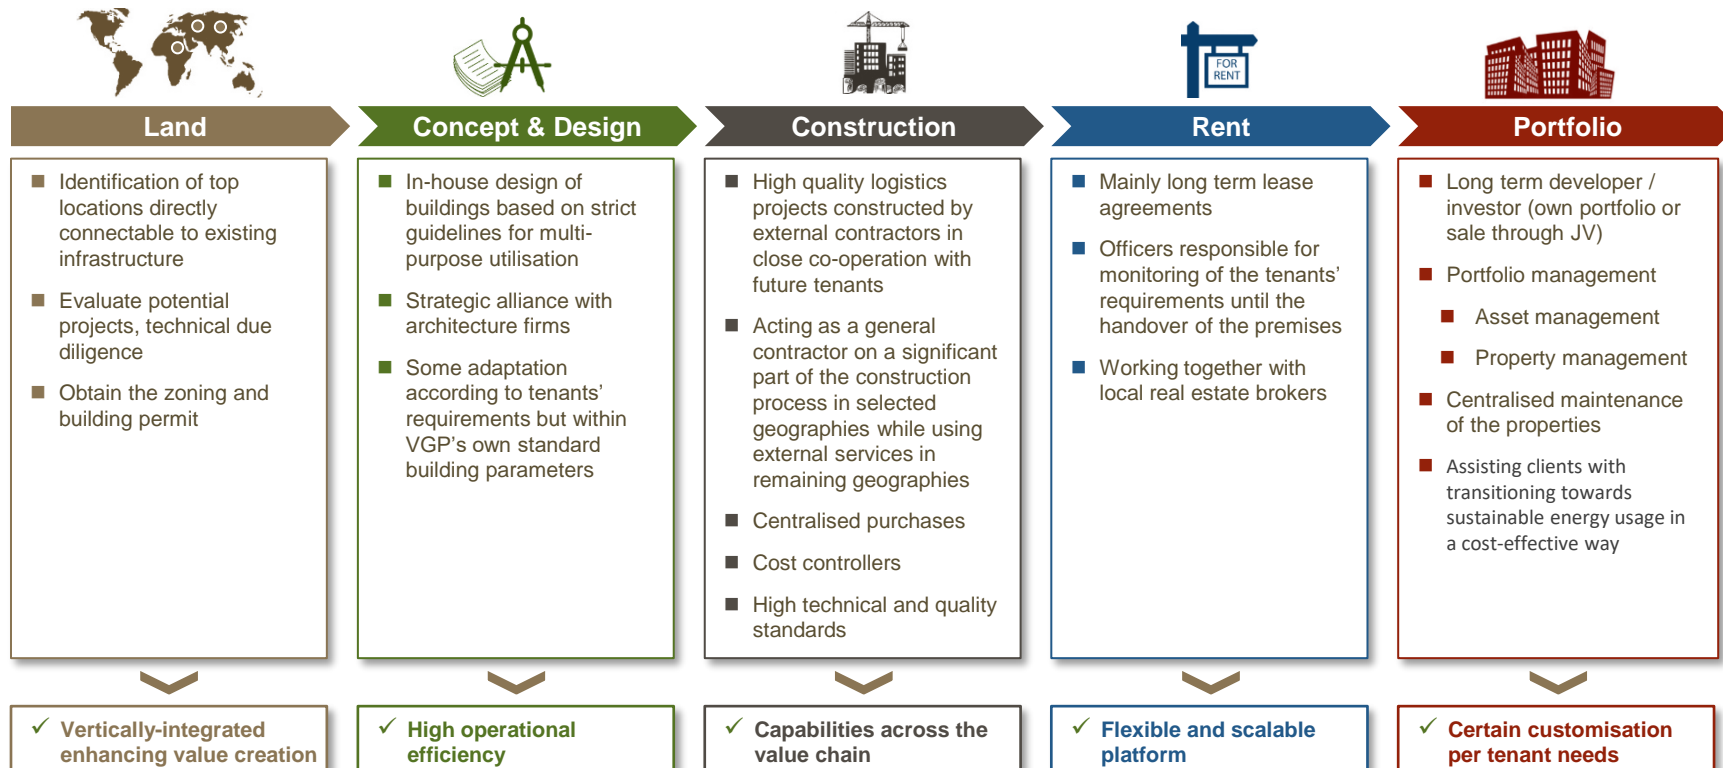 FOR
RENT
Land
Concept & Design
Construction
Rent
Portfolio
Identification of top
locations directly
connectable to existing
infrastructure
Evaluate potential
projects, technical due
diligence
Obtain the zoning and
building permit
In-house design of
buildings based on strict
guidelines for multi-
purpose utilisation
Strategic alliance with
architecture firms
Some adaptation
according to tenants’
requirements but within
VGP’s own standard
building parameters
High quality logistics
projects constructed by
external contractors in
close co-operation with
future tenants
Acting as a general
contractor on a significant
part of the construction
process in selected
geographies while using
external services in
remaining geographies
Centralised purchases
Cost controllers
High technical and quality
standards
Mainly long term lease
agreements
Officers responsible for
monitoring of the tenants’
requirements until the
handover of the premises
Working together with
local real estate brokers
Long term developer /
investor (own portfolio or
sale through JV)
Portfolio management
Asset management
Property management
Centralised maintenance
of the properties
Assisting clients with
transitioning towards
sustainable energy usage in
a cost-effective way
Vertically-integrated
enhancing value creation
High operational
efficiency
Capabilities across the
value chain
Flexible and scalable
platform
Certain customisation
per tenant needs